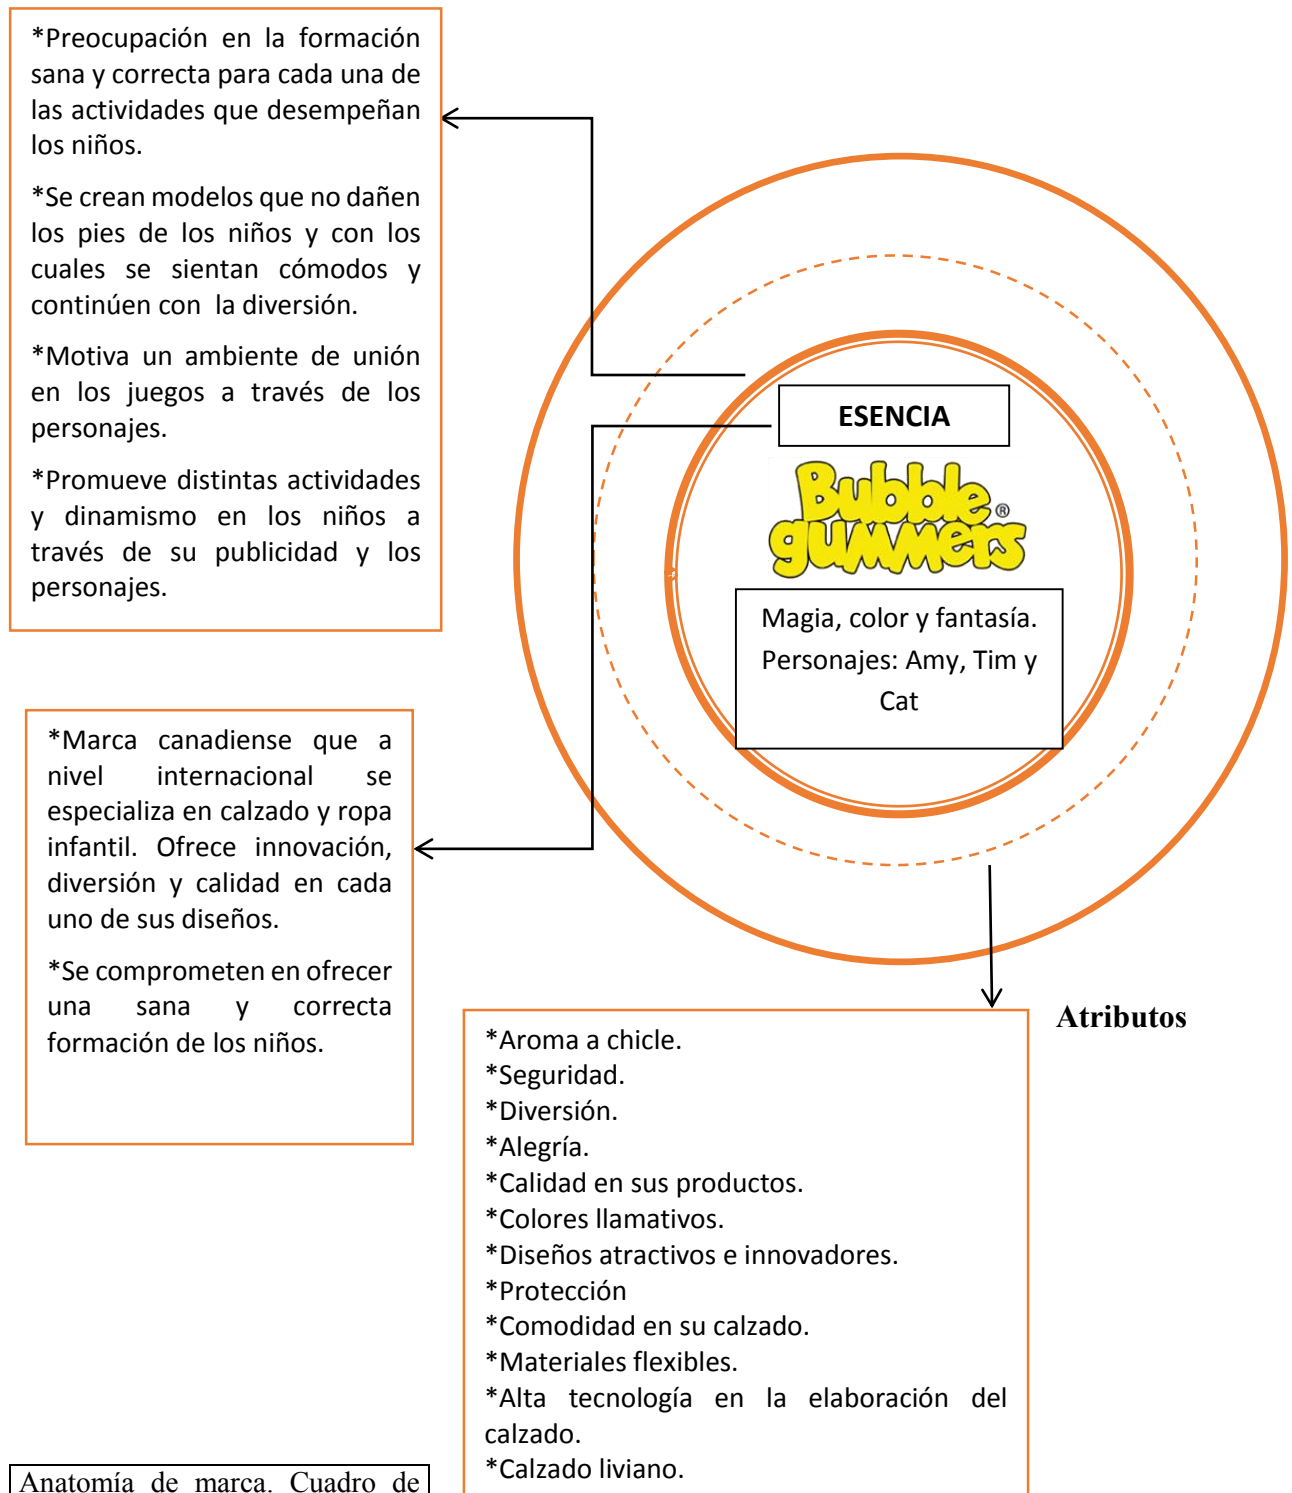 *Preocupación en la formación
sana y correcta para cada una de
las actividades que desempeñan
los niños.
*Se crean modelos que no dañen
los pies de los niños y con los
cuales se sientan cómodos y
continúen con la diversión.
*Motiva un ambiente de unión
en los juegos a través de los
personajes.
*Promueve distintas actividades
y dinamismo en los niños a
través de su publicidad y los
personajes.
ESENCIA
Bubble
gummers®
Magia, color y fantasía.
Personajes: Amy, Tim y
Cat
*Marca canadiense que a
nivel internacional se
especializa en calzado y ropa
infantil. Ofrece innovación,
diversión y calidad en cada
uno de sus diseños.
*Se comprometen en ofrecer
una sana y correcta
formación de los niños.
Atributos
*Aroma a chicle.
*Seguridad.
*Diversión.
*Alegría.
*Calidad en sus productos.
*Colores llamativos.
*Diseños atractivos e innovadores.
*Protección
*Comodidad en su calzado.
*Materiales flexibles.
*Alta tecnología en la elaboración del
calzado.
*Calzado liviano.
Anatomía de marca. Cuadro de